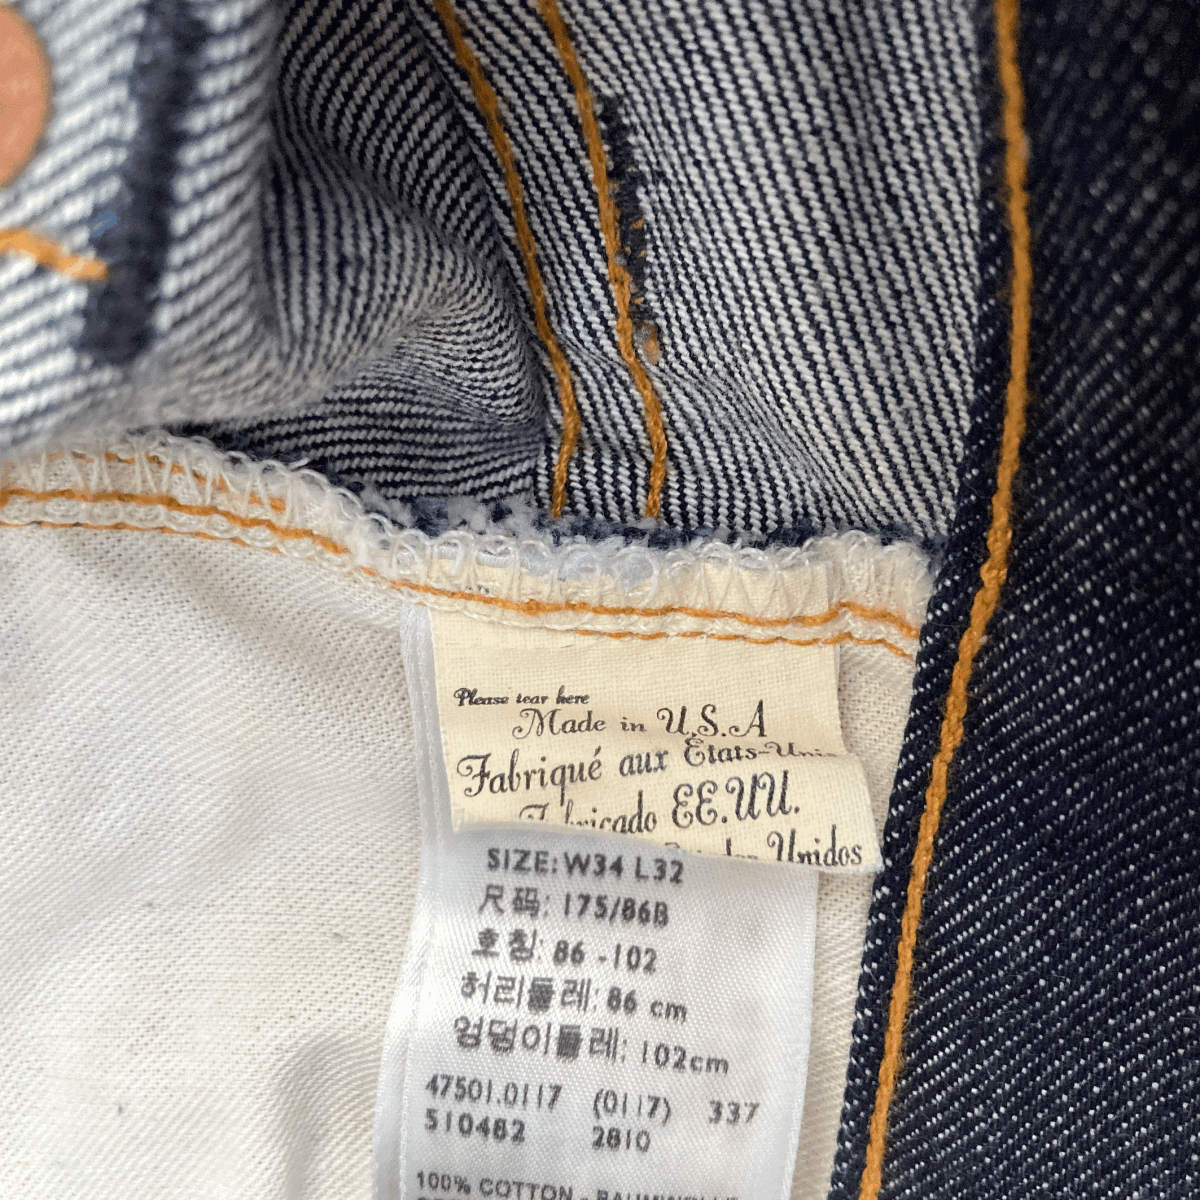 Please tear here
Made in U.S.A
Fabriqué aux États-Unis
Fabricado EE.UU.
Unidos
SIZE: W34 L32
尺码: 175/86B
호칭: 86 -102
허리둘레: 86 cm
엉덩이둘레: 102cm
47501.0117 (0117) 337
510482 2810
100% COTTON -